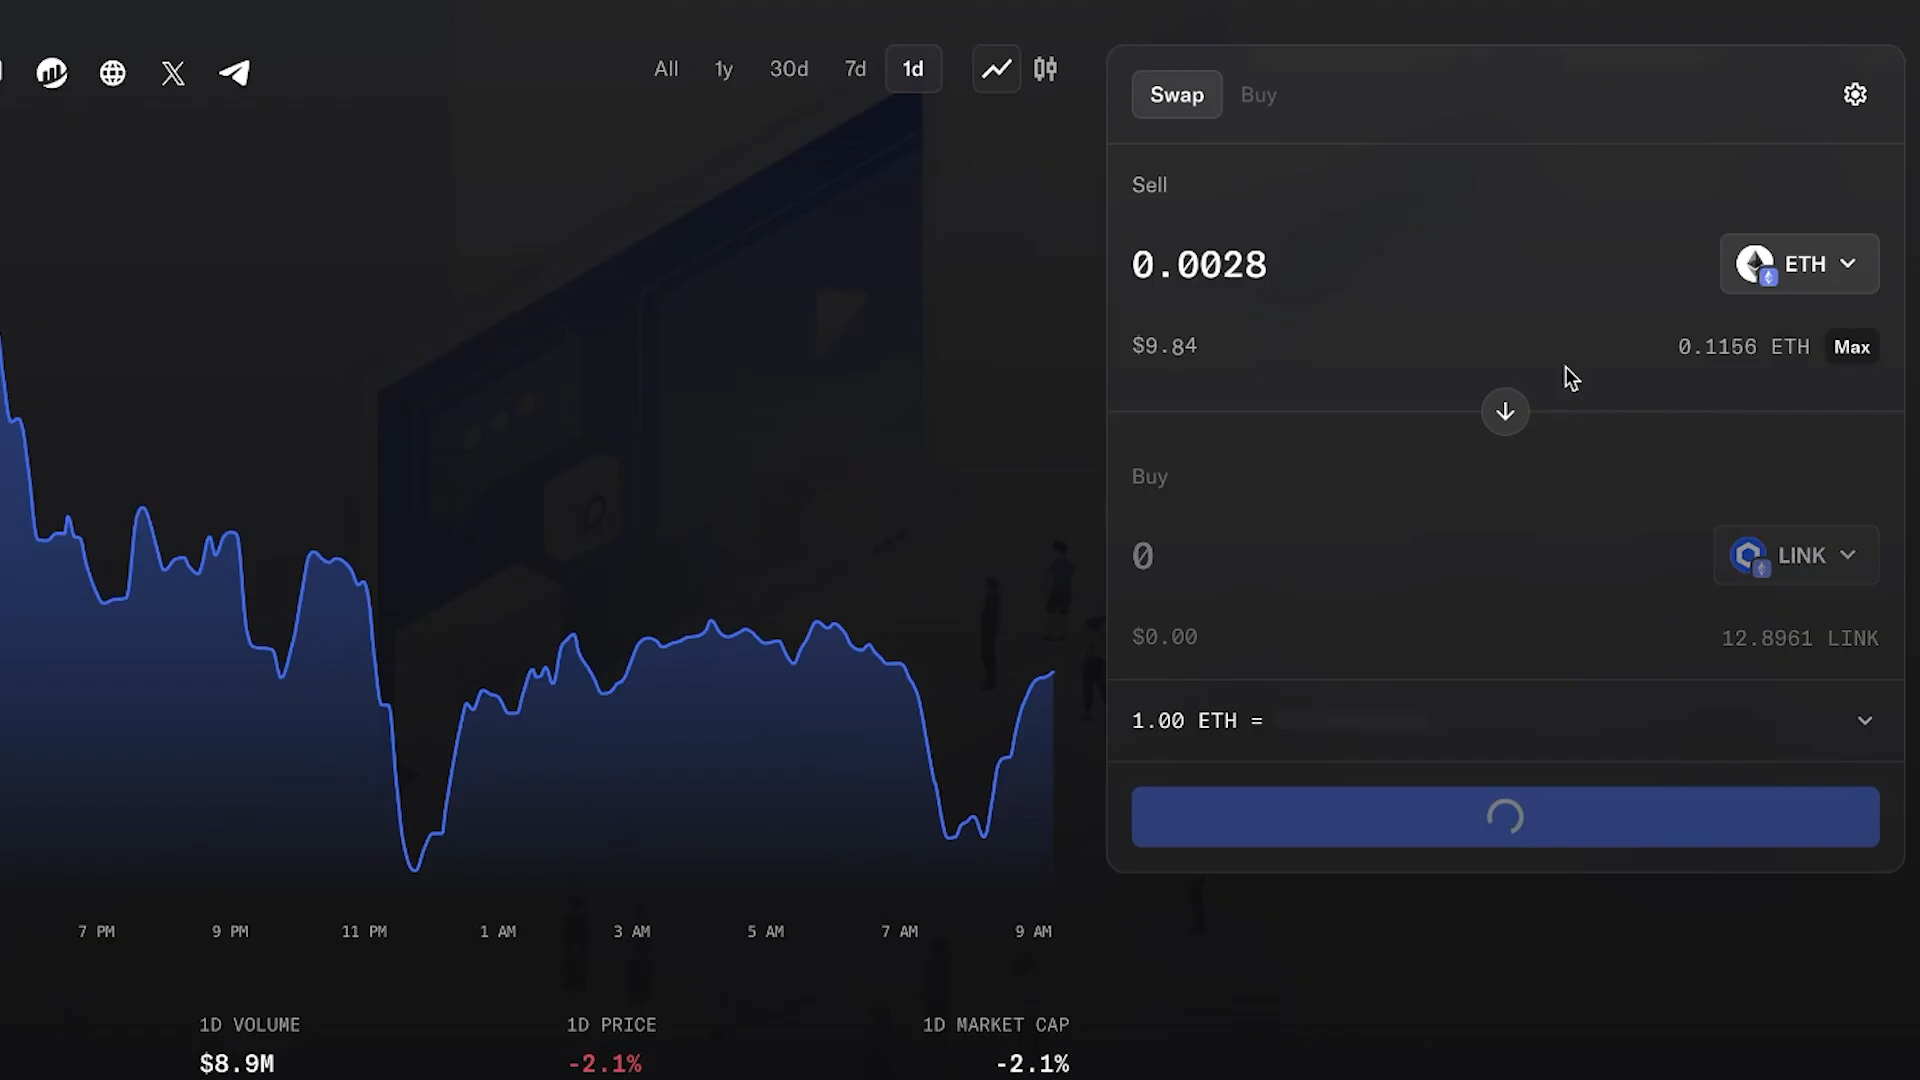 All 1y 30d 7d 1d
Swap Buy
Sell
0.0028
ETH
$9.84
0.1156 ETH Max
Buy
0
LINK
$0.00
12.8961 LINK
1.00 ETH =
7 PM 9 PM 11 PM 1 AM 3 AM 5 AM 7 AM 9 AM
1D VOLUME
$8.9M
1D PRICE
-2.1%
1D MARKET CAP
-2.1%